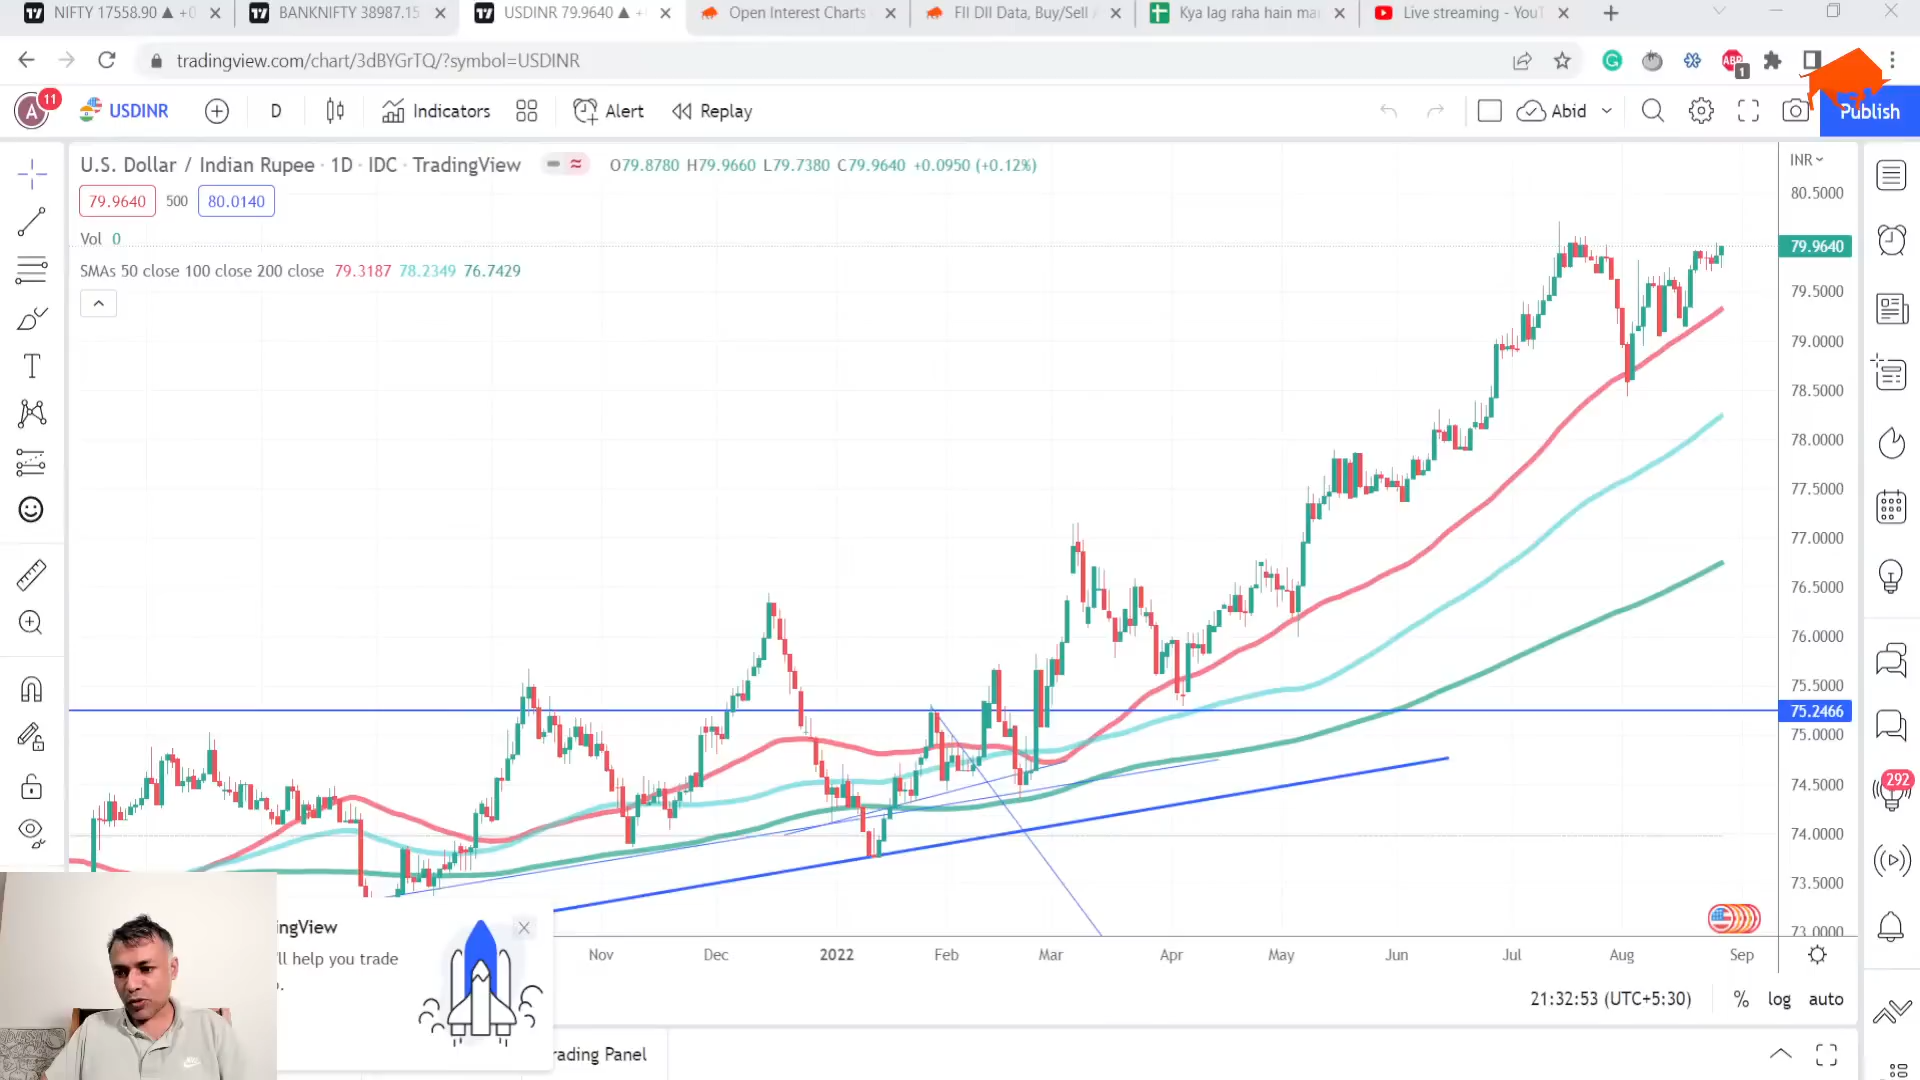 NIFTY 17558.90 ▲ +0
BANKNIFTY 38987.15
USDINR 79.9640 ▲ +
Open Interest Charts
FII DII Data, Buy/Sell
Kya lag raha hain ma
Live streaming - YouT
tradingview.com/chart/3dBYGrTQ/?symbol=USDINR
ABP
1
A
11
USDINR
D
Indicators
Alert
Replay
Abid
Publish
U.S. Dollar / Indian Rupee · 1D · IDC · TradingView
O79.8780 H79.9660 L79.7380 C79.9640 +0.0950 (+0.12%)
INR
79.9640 500 80.0140
Vol 0
SMAs 50 close 100 close 200 close 79.3187 78.2349 76.7429
80.5000
79.9640
79.5000
79.0000
78.5000
78.0000
77.5000
77.0000
76.5000
76.0000
75.5000
75.2466
75.0000
74.5000
74.0000
73.5000
73.0000
292
Nov Dec 2022 Feb Mar Apr May Jun Jul Aug Sep
ingView
'll help you trade
21:32:53 (UTC+5:30)
% log auto
rading Panel